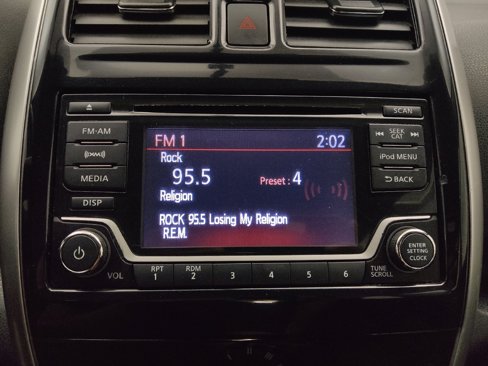 SCAN
FM·AM
MEDIA
DISP
VOL
FM 1 2:02
Rock
95.5 Preset : 4
Religion
ROCK 95.5 Losing My Religion
R.E.M.
SEEK
CAT
iPod MENU
BACK
ENTER
SETTING
CLOCK
TUNE
SCROLL
RPT
1
RDM
2
3
4
5
6